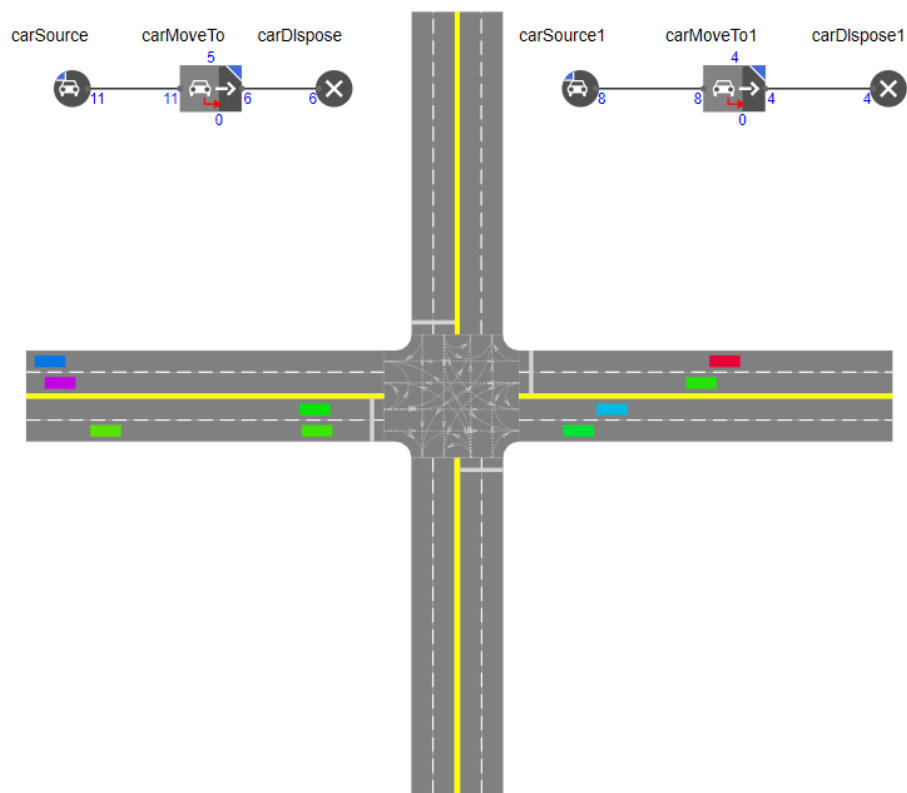 carSource carMoveTo carDIspose
5
11 11 6 6
0
carSource1 carMoveTo1 carDIspose1
4
8 8 4 4
0